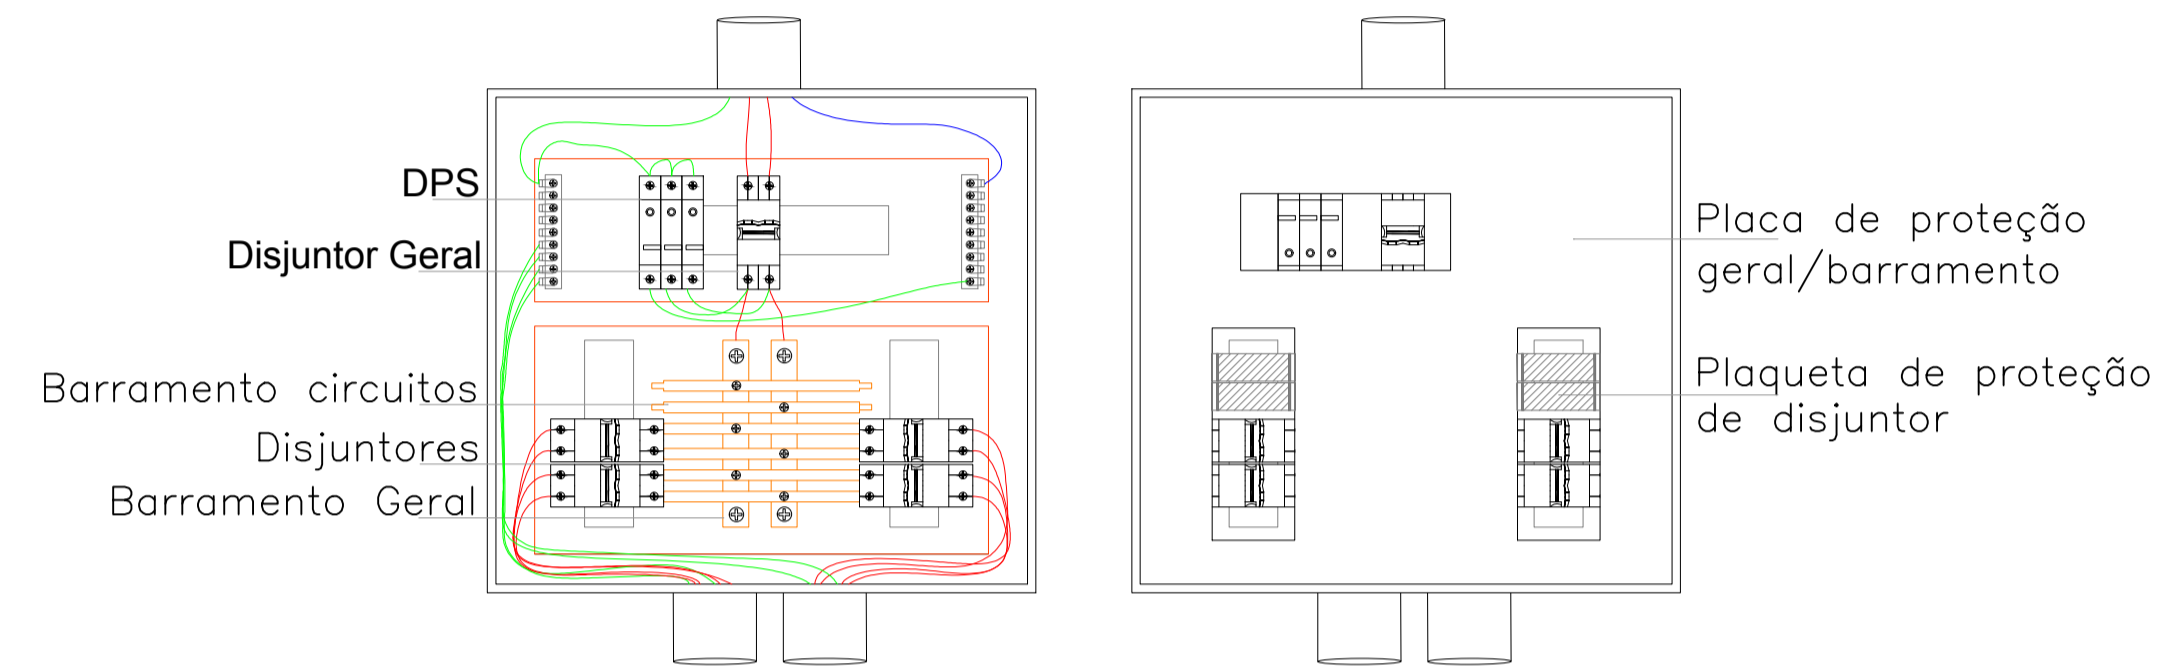 DPS
Disjuntor Geral
Barramento circuitos
Disjuntores
Barramento Geral
Placa de proteção
geral/barramento
Plaqueta de proteção
de disjuntor